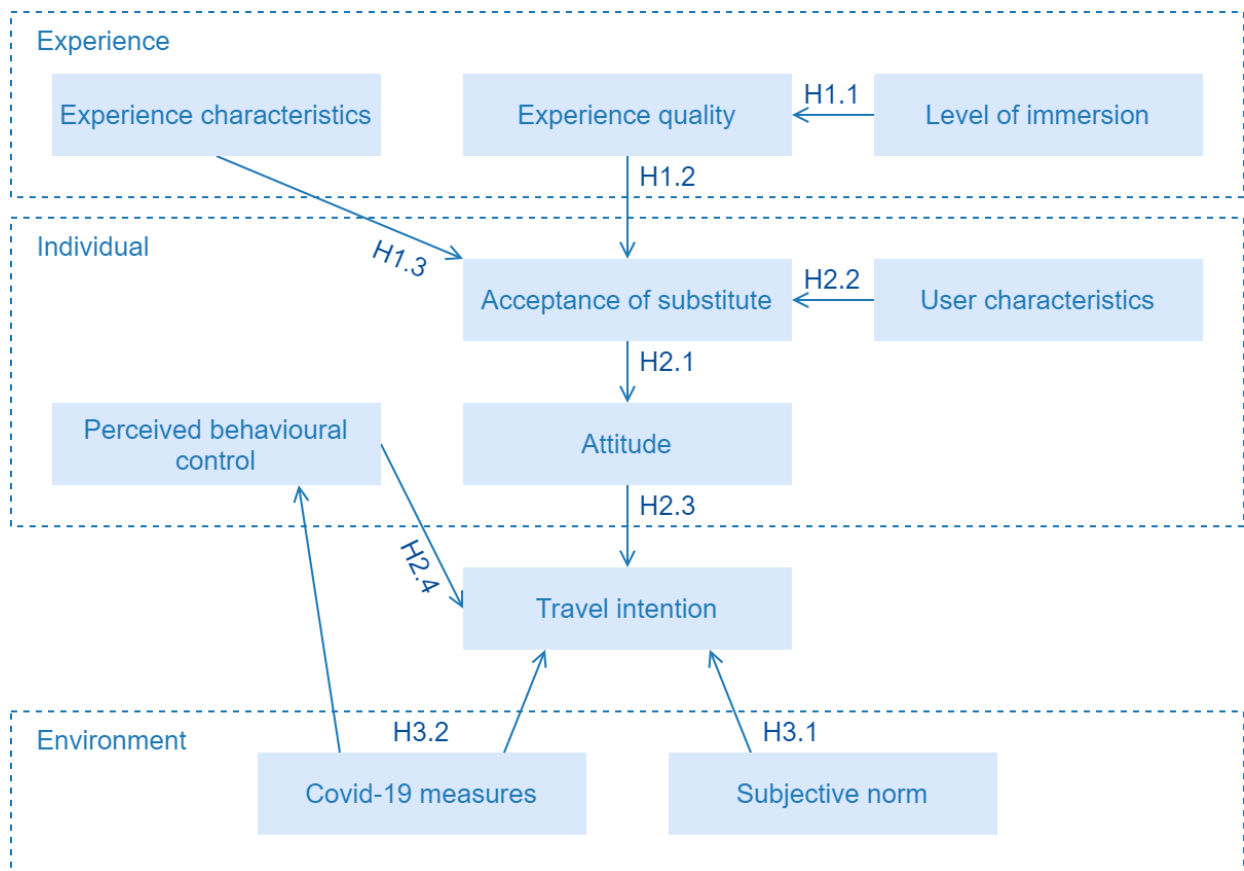 Experience
Experience characteristics
Experience quality
H1.1
Level of immersion
H1.2
Individual
H1.3
Acceptance of substitute
H2.2
User characteristics
H2.1
Perceived behavioural
control
Attitude
H2.3
H2.4
Travel intention
Environment
H3.2
H3.1
Covid-19 measures
Subjective norm